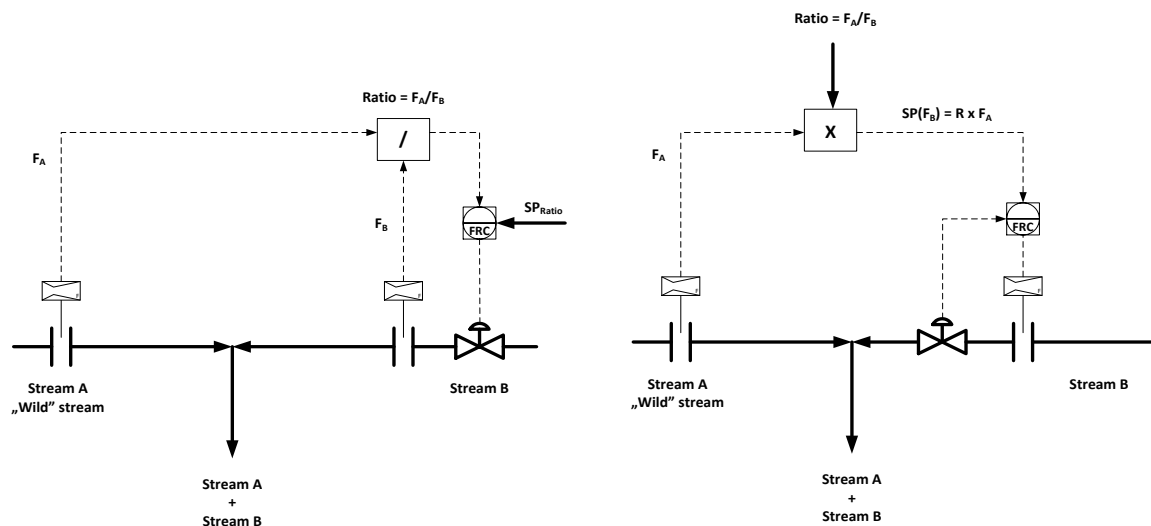 Ratio = FA/FB
FA
/
FB
SPRatio
FRC
F
F
Stream A
„Wild” stream
Stream B
Stream A
+
Stream B
Ratio = FA/FB
X
SP(FB) = R x FA
FA
FRC
F
F
Stream A
„Wild” stream
Stream B
Stream A
+
Stream B